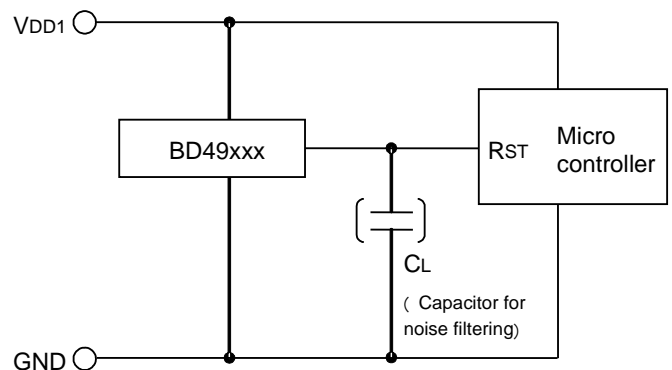 VDD1
BD49xxx
RST
Micro
controller
CL
( Capacitor for
noise filtering)
GND